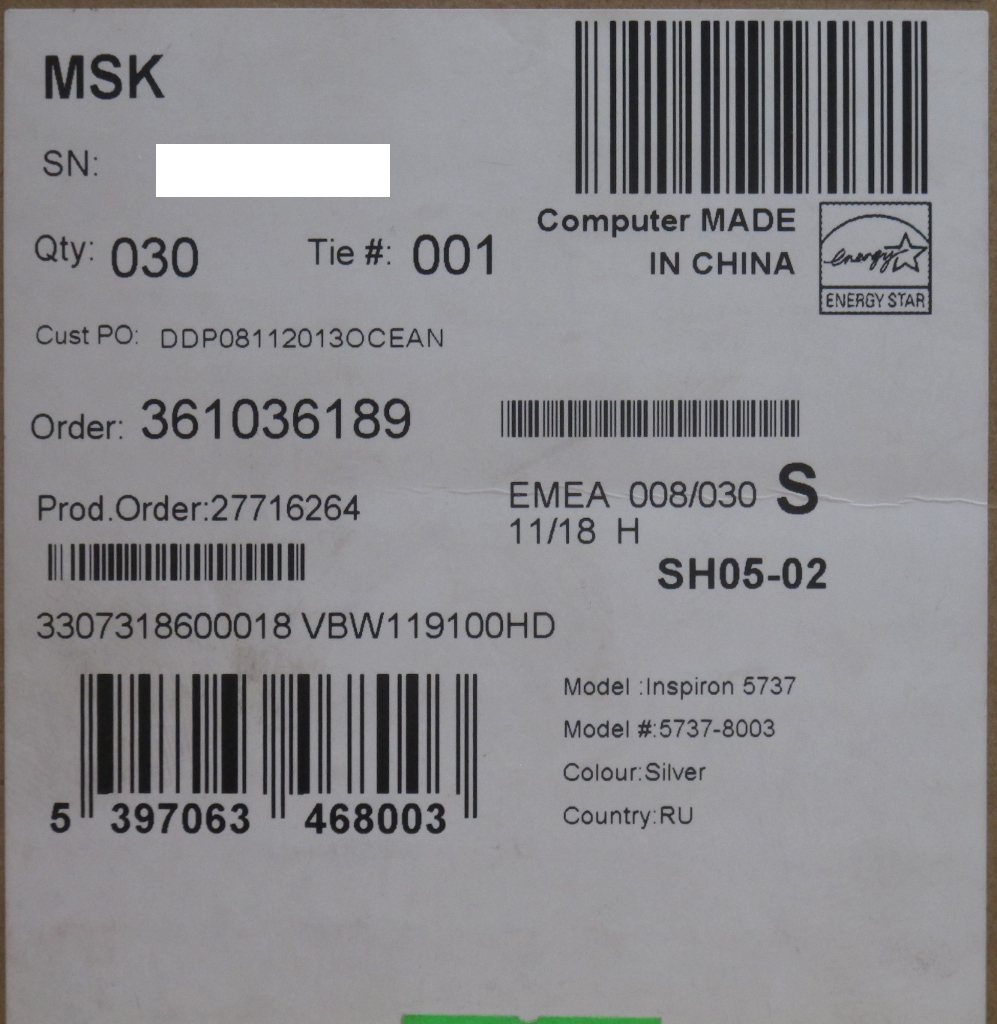 MSK
SN:
Qty: 030 Tie #: 001
Computer MADE
IN CHINA
energy
ENERGY STAR
Cust PO: DDP08112013OCEAN
Order: 361036189
Prod.Order:27716264
EMEA 008/030 S
11/18 H
SH05-02
3307318600018 VBW119100HD
5 397063 468003
Model :Inspiron 5737
Model #:5737-8003
Colour:Silver
Country:RU